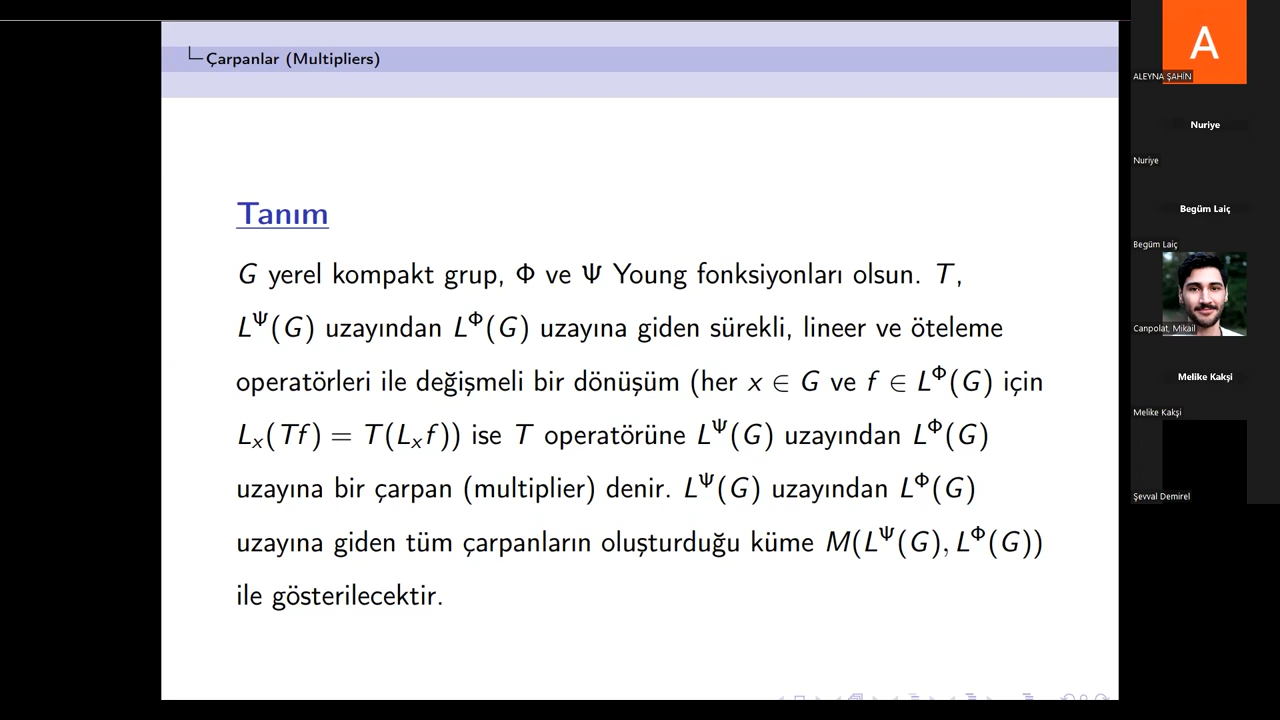 Çarpanlar (Multipliers)
Tanım
G yerel kompakt grup, Φ ve Ψ Young fonksiyonları olsun. T,
L^Ψ(G) uzayından L^Φ(G) uzayına giden sürekli, lineer ve öteleme
operatörleri ile değişmeli bir dönüşüm (her x ∈ G ve f ∈ L^Φ(G) için
L_x(Tf) = T(L_x f)) ise T operatörüne L^Ψ(G) uzayından L^Φ(G)
uzayına bir çarpan (multiplier) denir. L^Ψ(G) uzayından L^Φ(G)
uzayına giden tüm çarpanların oluşturduğu küme M(L^Ψ(G), L^Φ(G))
ile gösterilecektir.
A
ALEYNA ŞAHİN
Nuriye
Nuriye
Begüm Laiç
Begüm Laiç
Canpolat, Mikail
Melike Kakşi
Melike Kakşi
Şevval Demirel